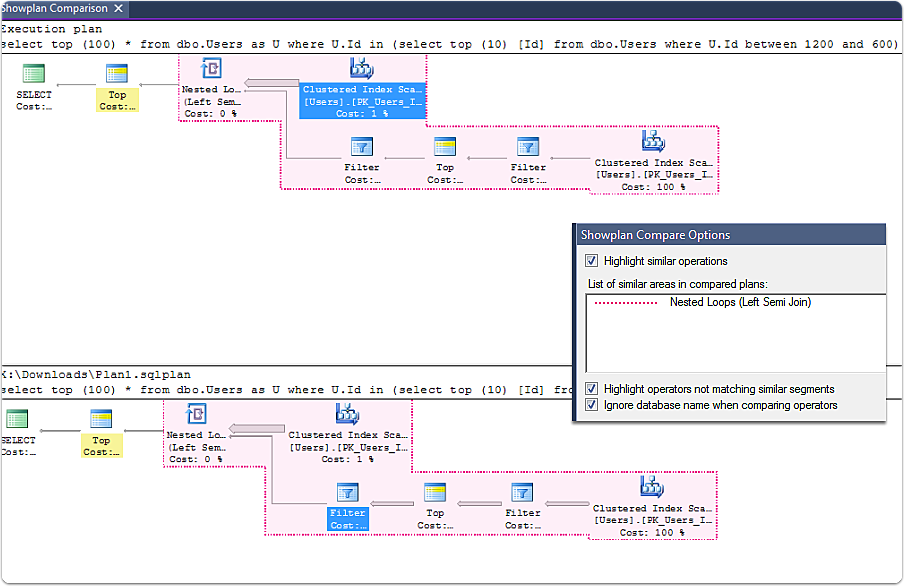 Showplan Comparison
Execution plan
select top (100) * from dbo.Users as U where U.Id in (select top (10) [Id] from dbo.Users where U.Id between 1200 and 600)
SELECT
Cost:...
Top
Cost:...
Nested Lo...
(Left Sem...
Cost: 0 %
Clustered Index Sca...
[Users].[PK_Users_I...
Cost: 1 %
Filter
Cost:...
Top
Cost:...
Filter
Cost:...
Clustered Index Sca...
[Users].[PK_Users_I...
Cost: 100 %
Showplan Compare Options
Highlight similar operations
List of similar areas in compared plans:
Nested Loops (Left Semi Join)
Highlight operators not matching similar segments
Ignore database name when comparing operators
K:\Downloads\Plan1.sqlplan
select top (100) * from dbo.Users as U where U.Id in (select top (10) [Id] fro
SELECT
Cost:...
Top
Cost:...
Nested Lo...
(Left Sem...
Cost: 0 %
Clustered Index Sca...
[Users].[PK_Users_I...
Cost: 1 %
Filter
Cost:...
Top
Cost:...
Filter
Cost:...
Clustered Index Sca...
[Users].[PK_Users_I...
Cost: 100 %